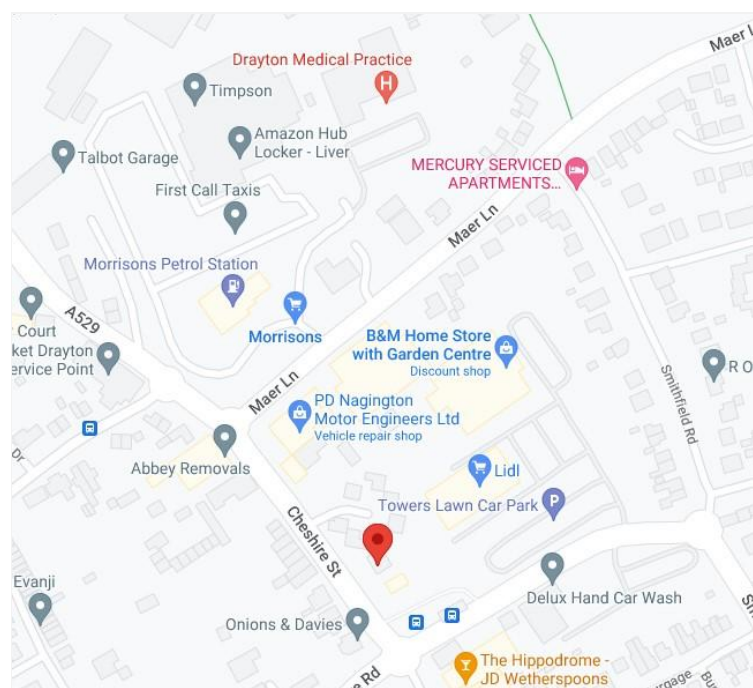 Maer L
Drayton Medical Practice
H
Timpson
Amazon Hub
Locker - Liver
Talbot Garage
MERCURY SERVICED
APARTMENTS...
First Call Taxis
Maer Ln
Morrisons Petrol Station
A529
Morrisons
Court
ket Drayton
ervice Point
B&M Home Store
with Garden Centre
Discount shop
R O
Smithfield Rd
Maer Ln
PD Nagington
Motor Engineers Ltd
Vehicle repair shop
Dr
Abbey Removals
Lidl
Towers Lawn Car Park
P
Cheshire St
Evanji
Delux Hand Car Wash
Onions & Davies
e Rd
The Hippodrome -
JD Wetherspoons